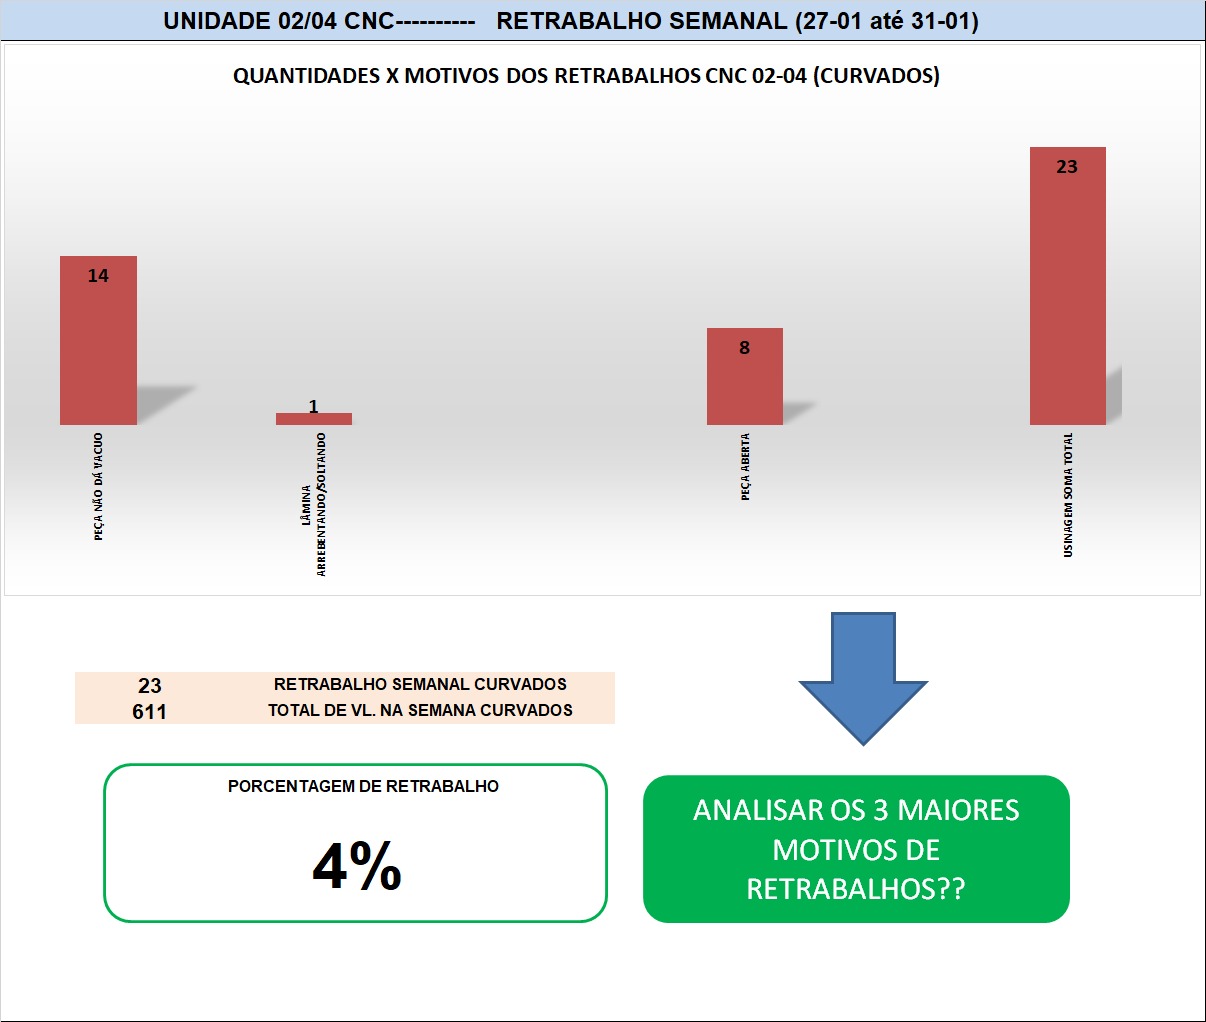 UNIDADE 02/04 CNC---------- RETRABALHO SEMANAL (27-01 até 31-01)
QUANTIDADES X MOTIVOS DOS RETRABALHOS CNC 02-04 (CURVADOS)
14
1
8
23
PEÇA NÃO DÁ VACUO
LÂMINA
ARREBENTANDO/SOLTANDO
PEÇA ABERTA
USINAGEM SOMA TOTAL
23 RETRABALHO SEMANAL CURVADOS
611 TOTAL DE VL. NA SEMANA CURVADOS
PORCENTAGEM DE RETRABALHO
4%
ANALISAR OS 3 MAIORES
MOTIVOS DE
RETRABALHOS??